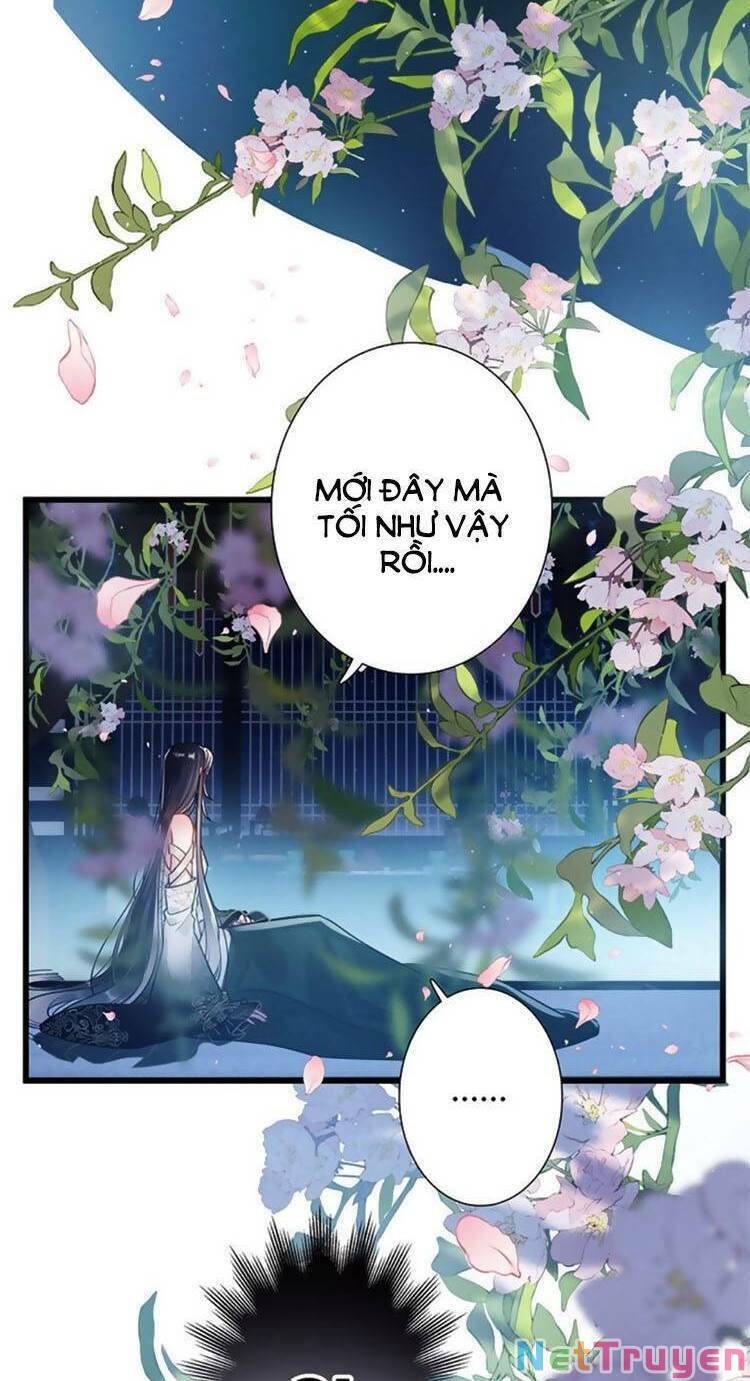 MỚI ĐÂY MÀ
TỐI NHƯ VẬY
RỒI....
......
NetTruyen